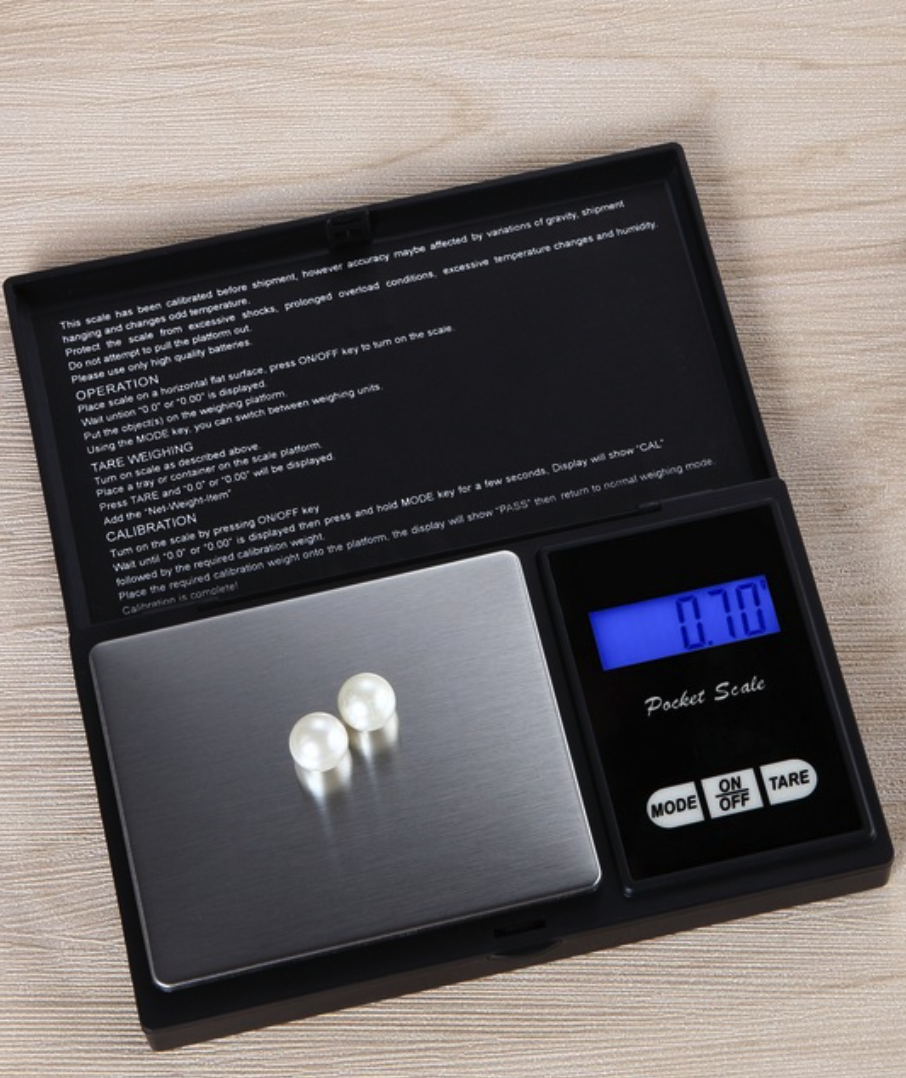 This scale has been calibrated before shipment, however accuracy maybe affected by variations of gravity, shipment
hanging and changes odd temperature.
Protect the scale from excessive shocks, prolonged overload conditions, excessive temperature changes and humidity.
Do not attempt to pull the platform out.
Please use only high quality batteries.
OPERATION
Place scale on a horizontal flat surface, press ON/OFF key to turn on the scale.
Wait untion "0.0" or "0.00" is displayed.
Put the object(s) on the weighing platform.
Using the MODE key, you can switch between weighing units.
TARE WEIGHING
Turn on scale as described above
Place a tray or container on the scale platform.
Press TARE and "0.0" or "0.00" will be displayed.
Add the "Net-Weight-Item"
CALIBRATION
Turn on the scale by pressing ON/OFF key
Wait until "0.0" or "0.00" is displayed then press and hold MODE key for a few seconds, Display will show "CAL"
followed by the required calibration weight.
Place the required calibration weight onto the platform, the display will show "PASS" then return to normal weighing mode.
Calibration is complete!
0.70
Pocket Scale
MODE
ON
OFF
TARE